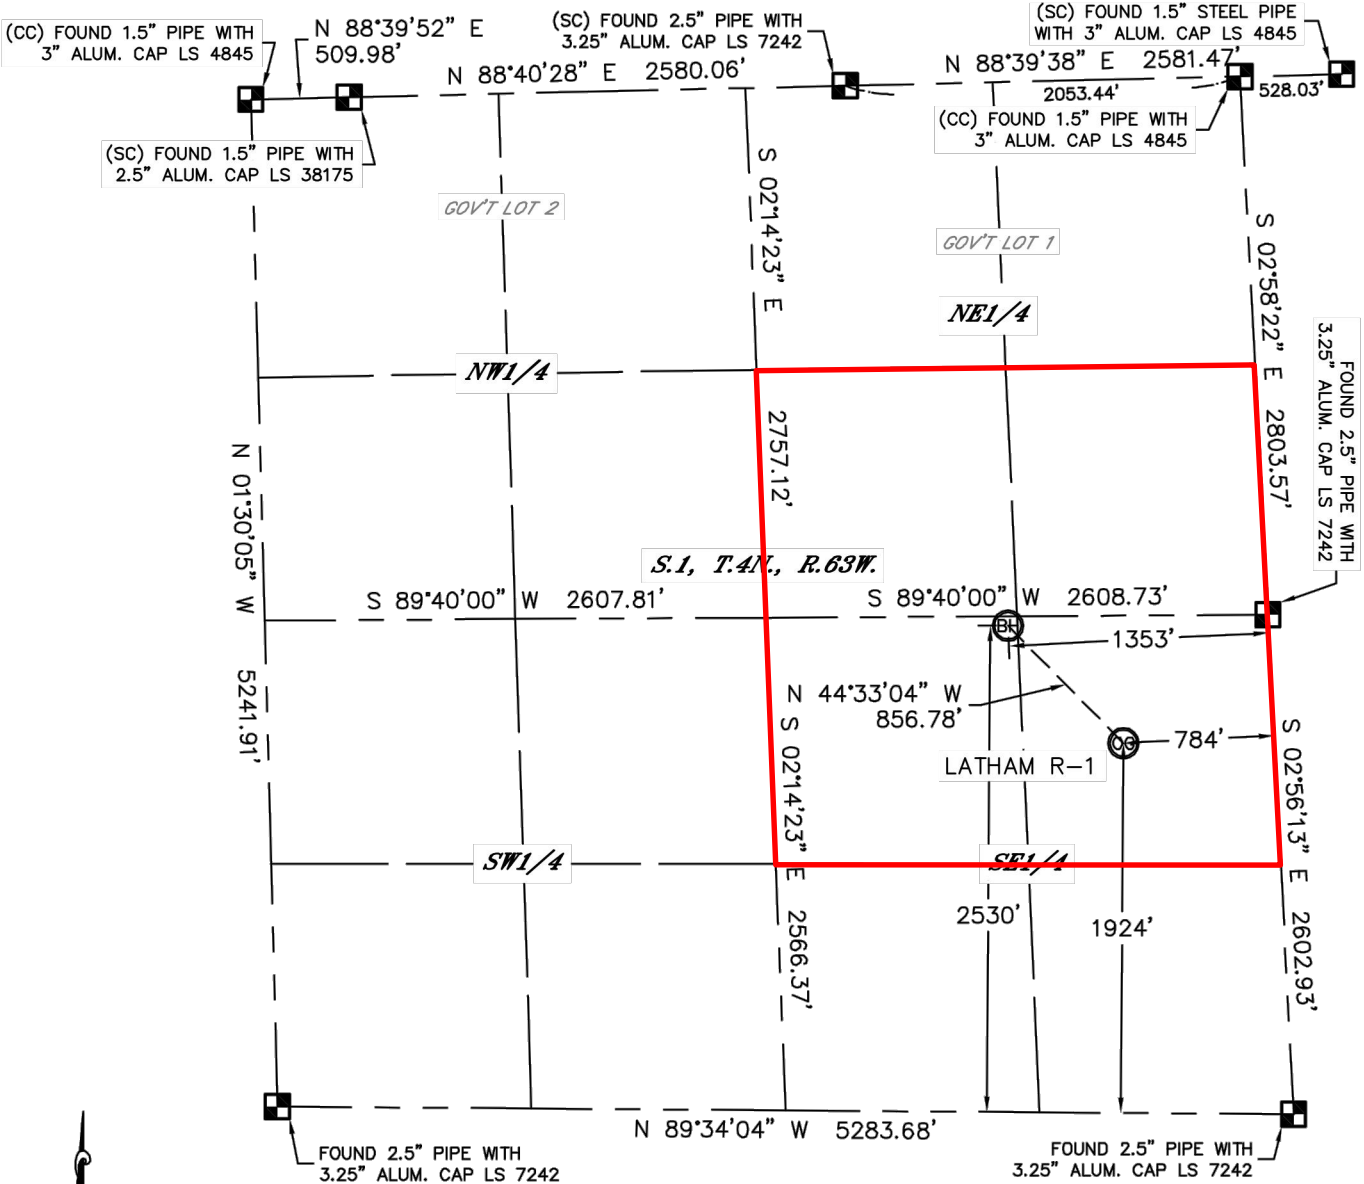 (CC) FOUND 1.5" PIPE WITH
3" ALUM. CAP LS 4845
N 88°39'52" E
509.98'
(SC) FOUND 2.5" PIPE WITH
3.25" ALUM. CAP LS 7242
(SC) FOUND 1.5" STEEL PIPE
WITH 3" ALUM. CAP LS 4845
N 88°40'28" E 2580.06'
N 88°39'38" E 2581.47'
2053.44'
528.03'
(CC) FOUND 1.5" PIPE WITH
3" ALUM. CAP LS 4845
(SC) FOUND 1.5" PIPE WITH
2.5" ALUM. CAP LS 38175
GOV'T LOT 2
GOV'T LOT 1
S 02°14'23" E
2757.12'
S 02°58'22" E 2803.57'
NE1/4
NW1/4
FOUND 2.5" PIPE WITH
3.25" ALUM. CAP LS 7242
N 01°30'05" W 5241.91'
S.1, T.4N., R.63W.
S 89°40'00" W 2607.81'
S 89°40'00" W 2608.73'
BH
1353'
N 44°33'04" W
856.78'
OG
784'
LATHAM R-1
S 02°14'23" E 2566.37'
S 02°56'13" E 2602.93'
SW1/4
SE1/4
2530'
1924'
N 89°34'04" W 5283.68'
FOUND 2.5" PIPE WITH
3.25" ALUM. CAP LS 7242
FOUND 2.5" PIPE WITH
3.25" ALUM. CAP LS 7242